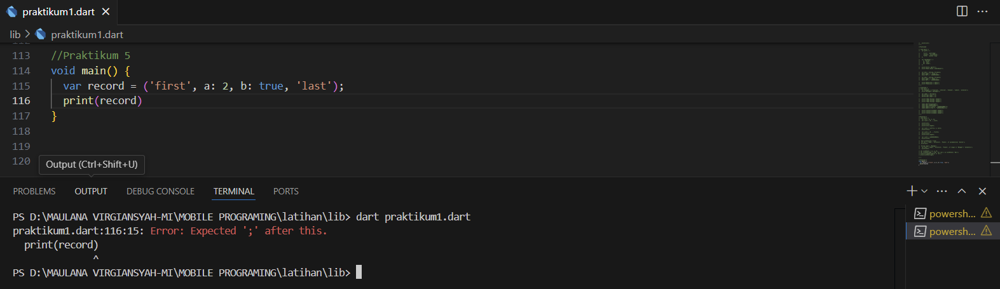 praktikum1.dart
lib > praktikum1.dart
113 //Praktikum 5
114 void main() {
115 var record = ('first', a: 2, b: true, 'last');
116 print(record)
117 }
118
119
120
Output (Ctrl+Shift+U)
PROBLEMS OUTPUT DEBUG CONSOLE TERMINAL PORTS
PS D:\MAULANA VIRGIANSYAH-MI\MOBILE PROGRAMING\latihan\lib> dart praktikum1.dart
praktikum1.dart:116:15: Error: Expected ';' after this.
print(record)
^
PS D:\MAULANA VIRGIANSYAH-MI\MOBILE PROGRAMING\latihan\lib>
powersh...
powersh...